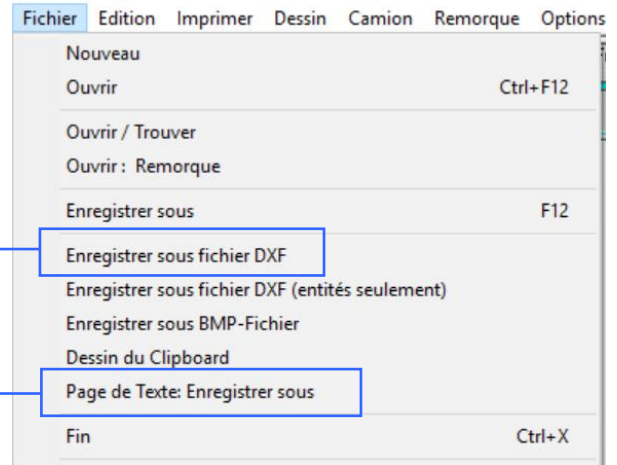 Fichier Edition Imprimer Dessin Camion Remorque Options
Nouveau
Ouvrir Ctrl+F12
Ouvrir / Trouver
Ouvrir : Remorque
Enregistrer sous F12
Enregistrer sous fichier DXF
Enregistrer sous fichier DXF (entités seulement)
Enregistrer sous BMP-Fichier
Dessin du Clipboard
Page de Texte: Enregistrer sous
Fin Ctrl+X